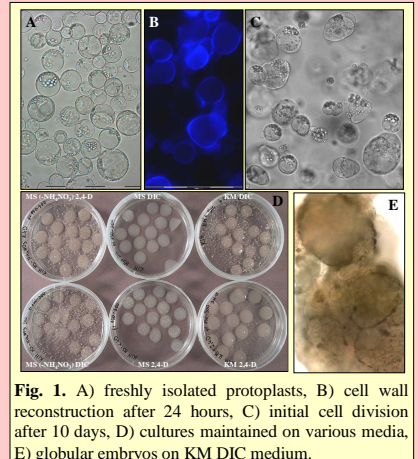 A
B
C
MS (-NH4NO3) 2,4-D
MS DIC
KM DIC
D
E
MS (-NH4NO3) DIC
MS 2,4-D
KM 2,4-D
Fig. 1. A) freshly isolated protoplasts, B) cell wall
reconstruction after 24 hours, C) initial cell division
after 10 days, D) cultures maintained on various media,
E) globular embryos on KM DIC medium.